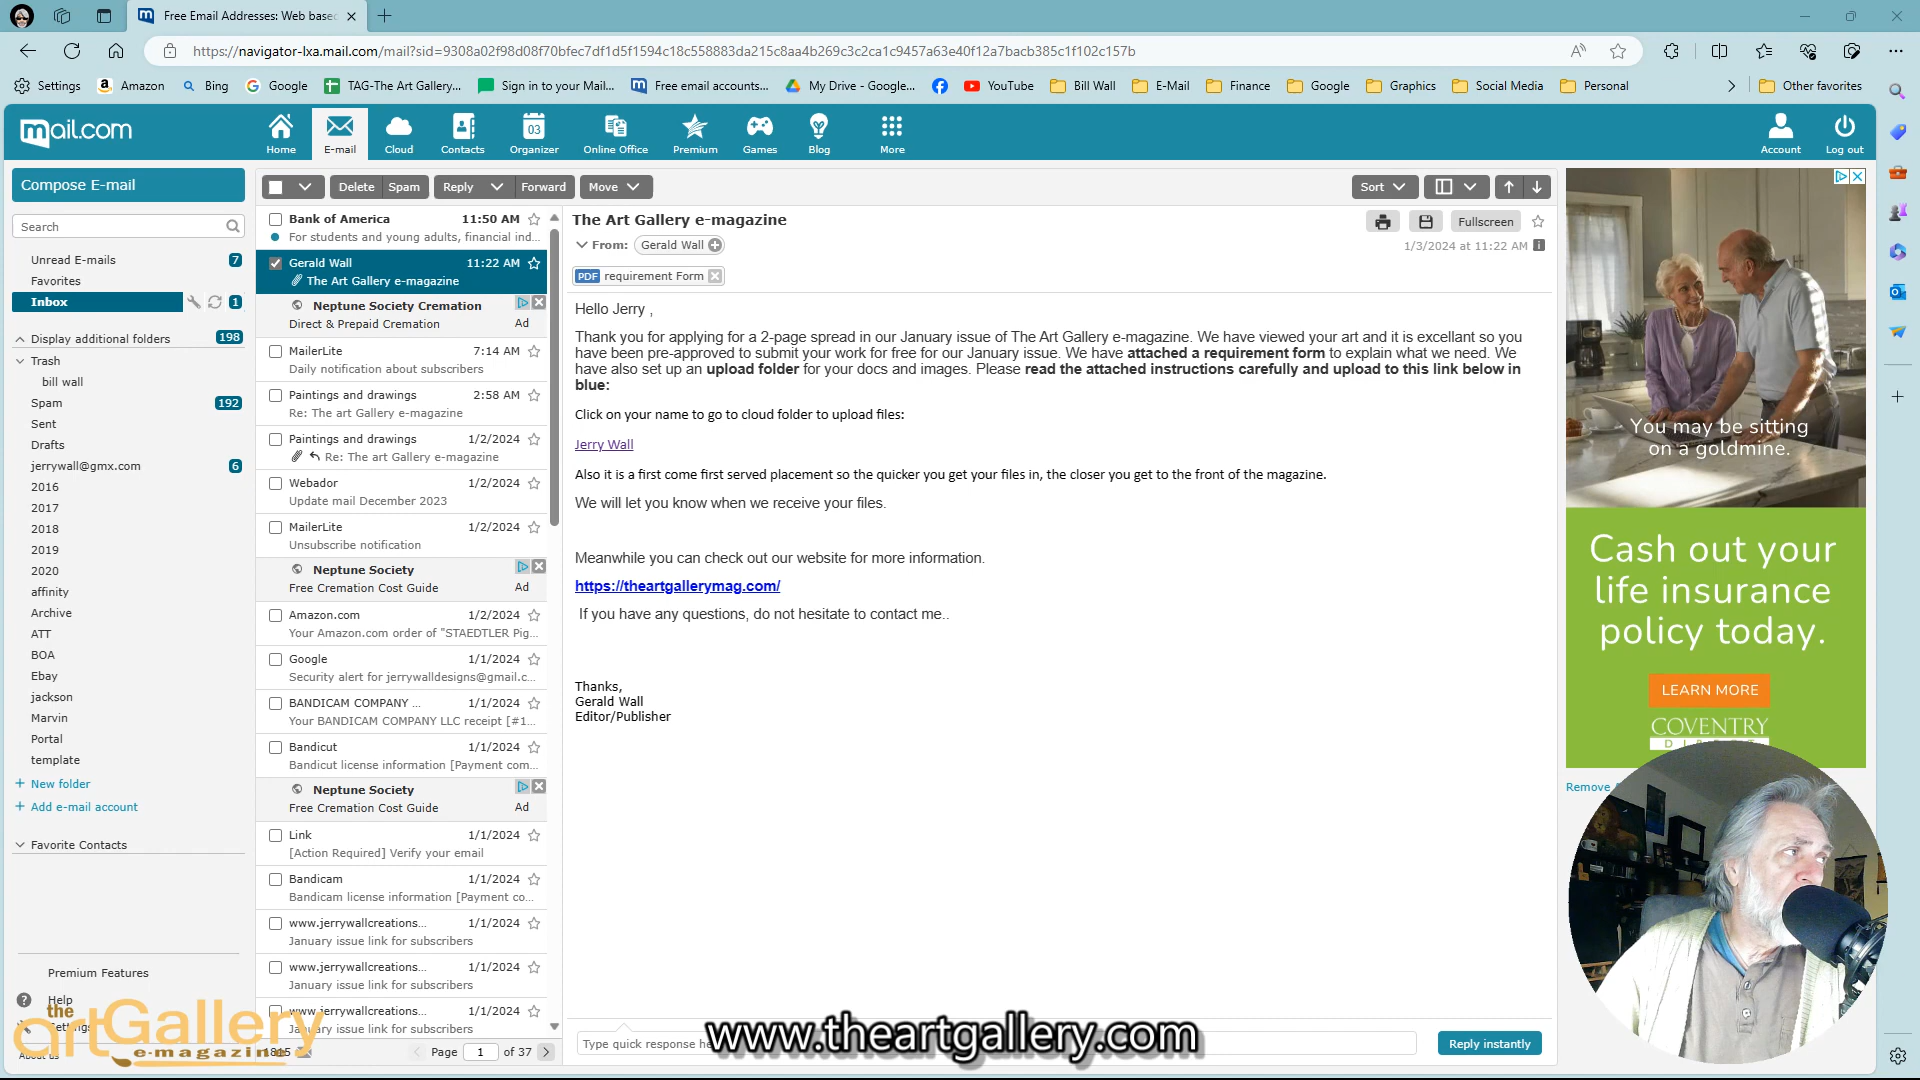 Free Email Addresses: Web base
https://navigator-lxa.mail.com/mail?sid=9308a02f98d08f70bfec7df1d5f1594c18c558883da215c8aa4b269c3c2ca1c9457a63e40f12a7bacb385c1f102c157b
Settings Amazon Bing Google TAG-The Art Gallery... Sign in to your Mail... Free email accounts... My Drive - Google... YouTube Bill Wall E-Mail Finance Google Graphics Social Media Personal Other favorites
mail.com
Home E-mail Cloud Contacts 03 Organizer Online Office Premium Games Blog More Account Log out
Compose E-mail
Search
Unread E-mails 7
Favorites
Inbox 1
Display additional folders 198
Trash
bill wall
Spam 192
Sent
Drafts
jerrywall@gmx.com 6
2016
2017
2018
2019
2020
affinity
Archive
ATT
BOA
Ebay
jackson
Marvin
Portal
template
New folder
Add e-mail account
Favorite Contacts
Premium Features
Help
Settings
About us
the
artGallery
e-magazine
Delete Spam Reply Forward Move
Bank of America 11:50 AM
For students and young adults, financial ind...
Gerald Wall 11:22 AM
The Art Gallery e-magazine
Neptune Society Cremation
Direct & Prepaid Cremation Ad
MailerLite 7:14 AM
Daily notification about subscribers
Paintings and drawings 2:58 AM
Re: The art Gallery e-magazine
Paintings and drawings 1/2/2024
Re: The art Gallery e-magazine
Webador 1/2/2024
Update mail December 2023
MailerLite 1/2/2024
Unsubscribe notification
Neptune Society
Free Cremation Cost Guide Ad
Amazon.com 1/2/2024
Your Amazon.com order of "STAEDTLER Pig...
Google 1/1/2024
Security alert for jerrywalldesigns@gmail.c...
BANDICAM COMPANY ... 1/1/2024
Your BANDICAM COMPANY LLC receipt [#1...
Bandicut 1/1/2024
Bandicut license information [Payment com...
Neptune Society
Free Cremation Cost Guide Ad
Link 1/1/2024
[Action Required] Verify your email
Bandicam 1/1/2024
Bandicam license information [Payment co...
www.jerrywallcreations... 1/1/2024
January issue link for subscribers
www.jerrywallcreations... 1/1/2024
January issue link for subscribers
www.jerrywallcreations... 1/1/2024
January issue link for subscribers
Page 1 of 37
Sort
The Art Gallery e-magazine
Fullscreen
From: Gerald Wall
1/3/2024 at 11:22 AM
PDF requirement Form
Hello Jerry ,
Thank you for applying for a 2-page spread in our Janary issue of The Art Gallery e-magazine. We have viewed your art and it is excellent so you
have been pre-approved to submit your work for free for our January issue. We have attached a requirement form to explain what we need. We
have also set up an upload folder for your docs and images. Please read the attached instructions carefully and upload to this link below in
blue:
Click on your name to go to cloud folder to upload files:
Jerry Wall
Also it is a first come first served placement so the quicker you get your files in, the closer you get to the front of the magazine.
We will let you know when we receive your files.
Meanwhile you can check out our website for more information.
https://theartgallerymag.com/
If you have any questions, do not hesitate to contact me..
Thanks,
Gerald Wall
Editor/Publisher
Type quick response he
www.theartgallery.com
Reply instantly
You may be sitting
on a goldmine.
Cash out your
life insurance
policy today.
LEARN MORE
COVENTRY
Remove